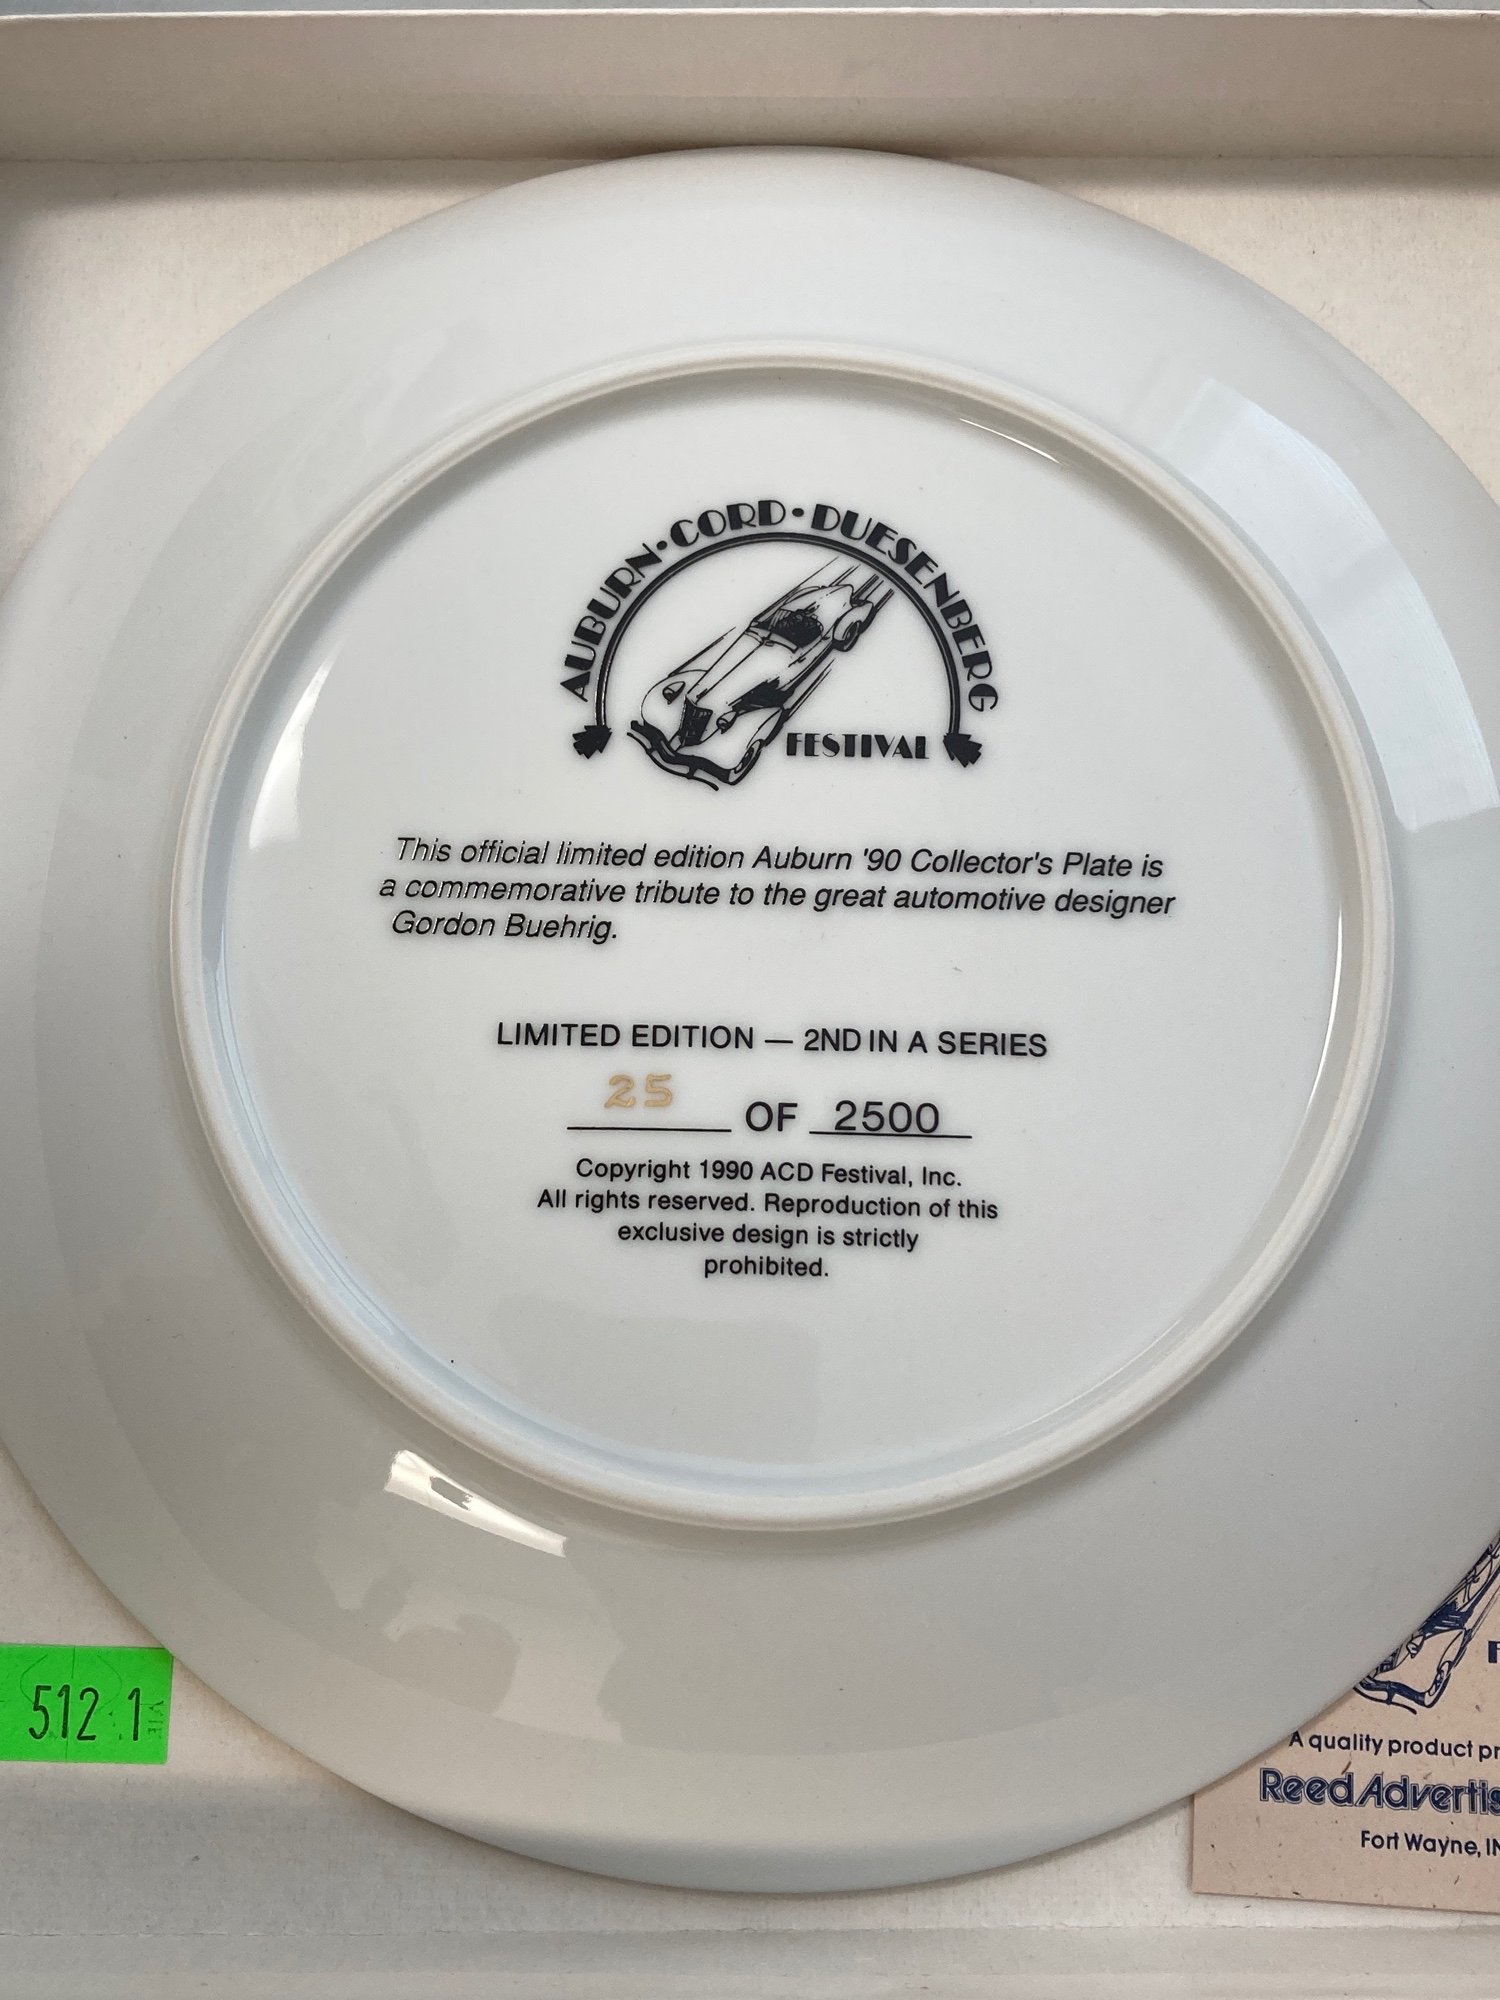 AUBURN • CORD • DUESENBERG
FESTIVAL
This official limited edition Auburn '90 Collector's Plate is
a commemorative tribute to the great automotive designer
Gordon Buehrig.
LIMITED EDITION — 2ND IN A SERIES
25 OF 2500
Copyright 1990 ACD Festival, Inc.
All rights reserved. Reproduction of this
exclusive design is strictly
prohibited.
512 1
A quality product
Reed
Fort Wayne, IN